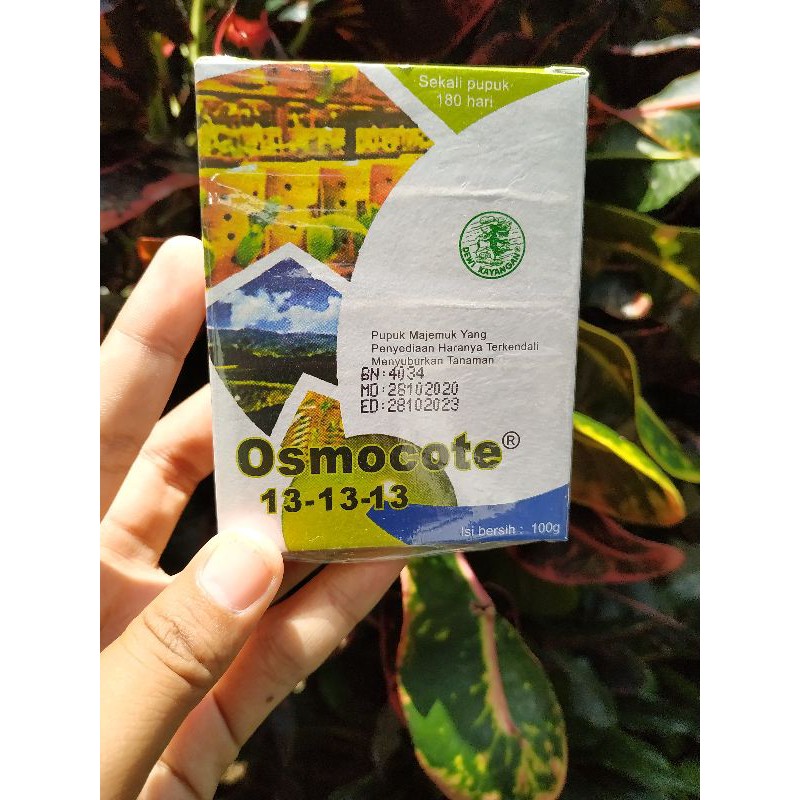 Sekali pupuk
180 hari
DEWI KAYANGAN
Pupuk Majemuk Yang
Penyediaan Haranya Terkendali
Menyuburkan Tanaman
BN:4034
MD:28102020
ED:28102023
Osmocote®
13-13-13
Isi bersih : 100g